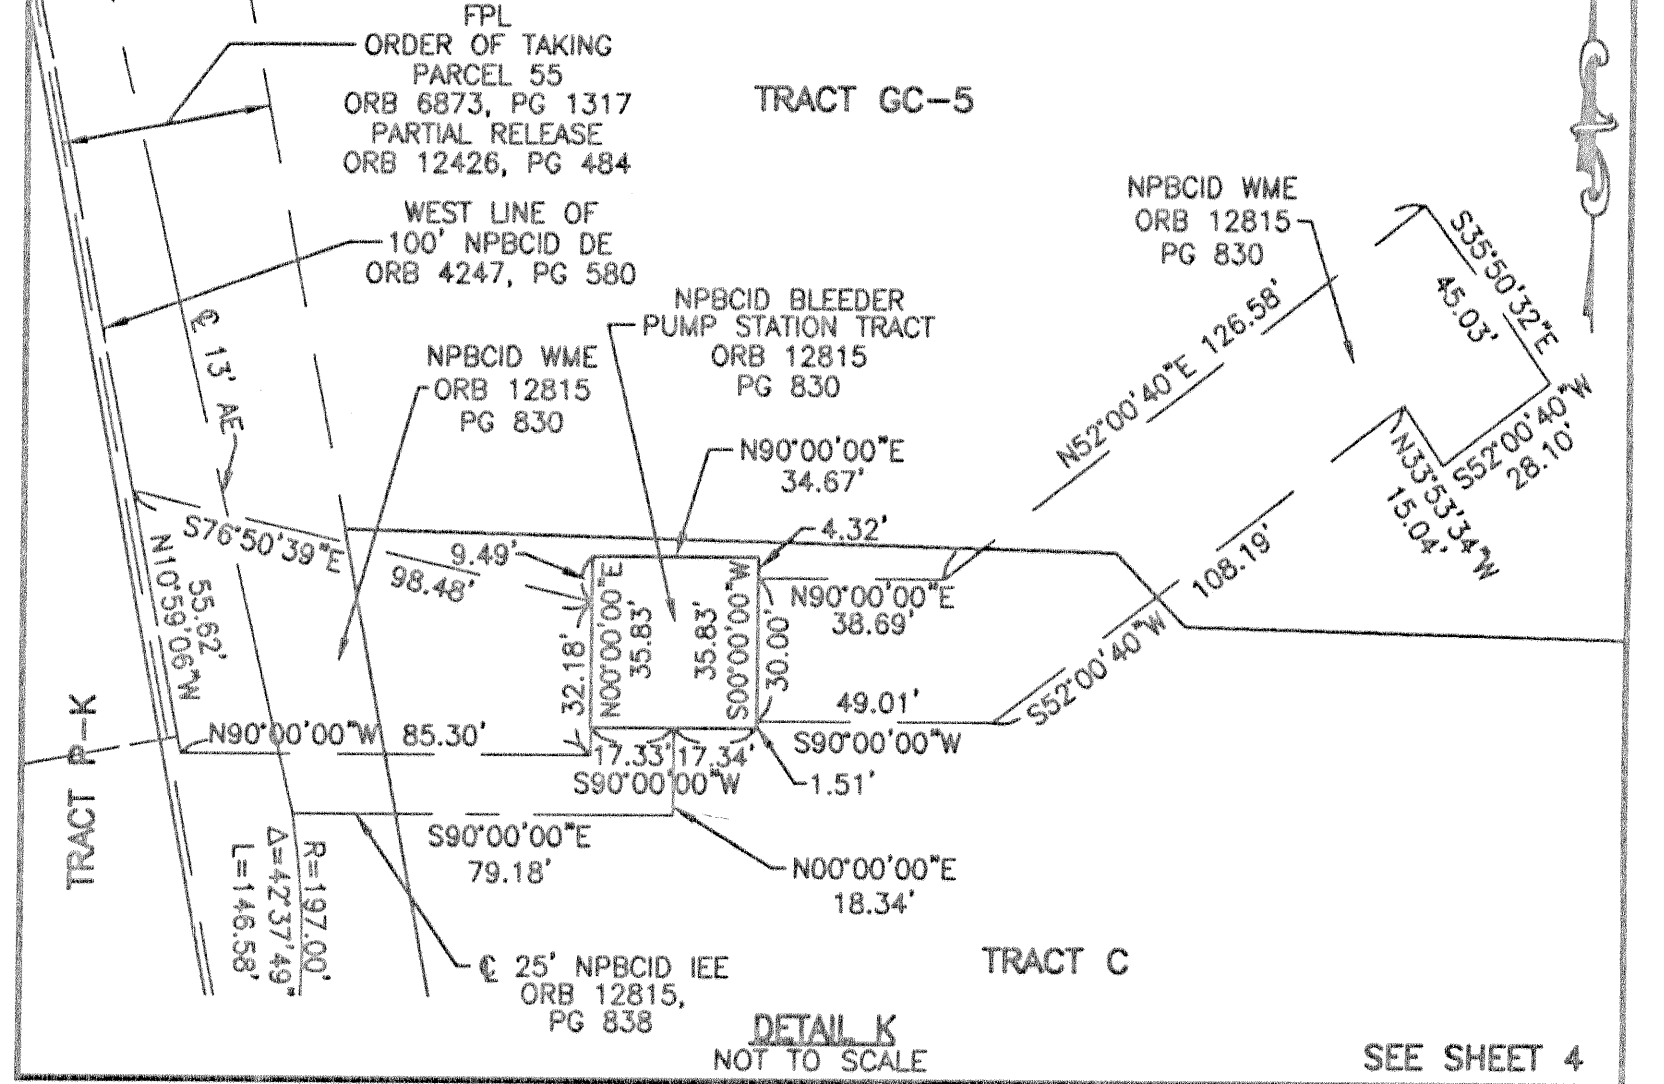 FPL
ORDER OF TAKING
PARCEL 55
ORB 6873, PG 1317
PARTIAL RELEASE
ORB 12426, PG 484
TRACT GC-5
WEST LINE OF
100' NPBCID DE
ORB 4247, PG 580
NPBCID WME
ORB 12815
PG 830
S35°50'32"E
45.03'
NPBCID BLEEDER
PUMP STATION TRACT
ORB 12815
PG 830
℄ 13' AE
NPBCID WME
ORB 12815
PG 830
N52°00'40"E 126.58'
S52°00'40"W
28.10'
N33°53'34"W
15.04'
N90°00'00"E
34.67'
4.32'
S76°50'39"E
98.48'
9.49'
N10°59'06"W
55.62'
32.18'
N00°00'00"E
35.83'
35.83'
S00°00'00"W
30.00'
N90°00'00"E
38.69'
S52°00'40"W 108.19'
49.01'
S90°00'00"W
N90°00'00"W 85.30'
17.33' 17.34'
S90°00'00"W
1.51'
TRACT P-K
S90°00'00"E
79.18'
N00°00'00"E
18.34'
R=197.00'
Δ=42°37'49"
L=146.58'
℄ 25' NPBCID IEE
ORB 12815,
PG 838
TRACT C
DETAIL K
NOT TO SCALE
SEE SHEET 4